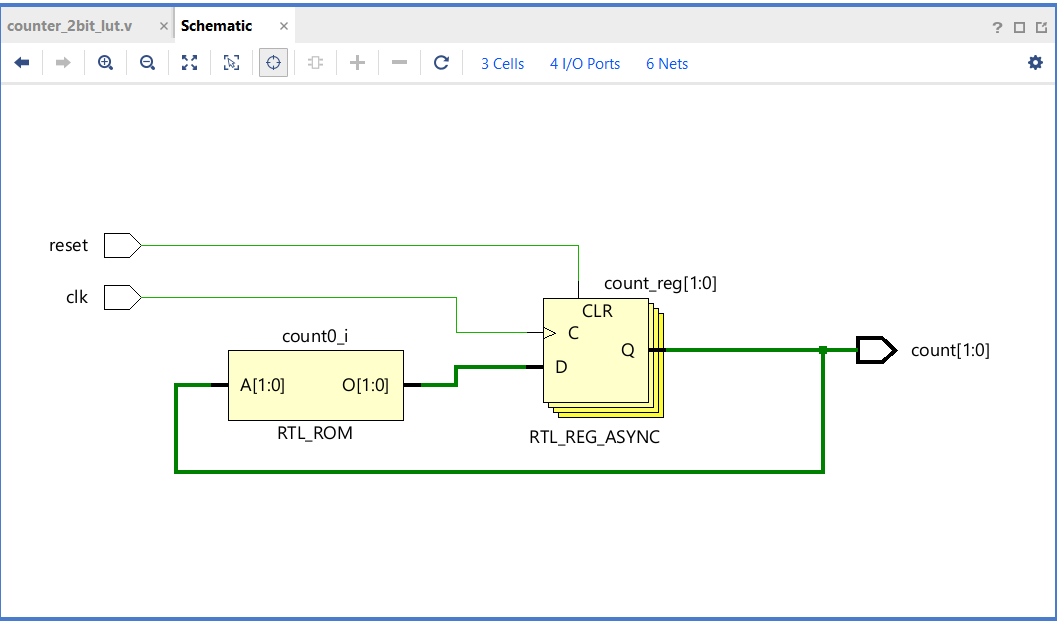 counter_2bit_lut.v × Schematic × ?
3 Cells 4 I/O Ports 6 Nets
reset
count_reg[1:0]
clk
CLR
C
count0_i
Q
count[1:0]
D
A[1:0] O[1:0]
RTL_ROM
RTL_REG_ASYNC